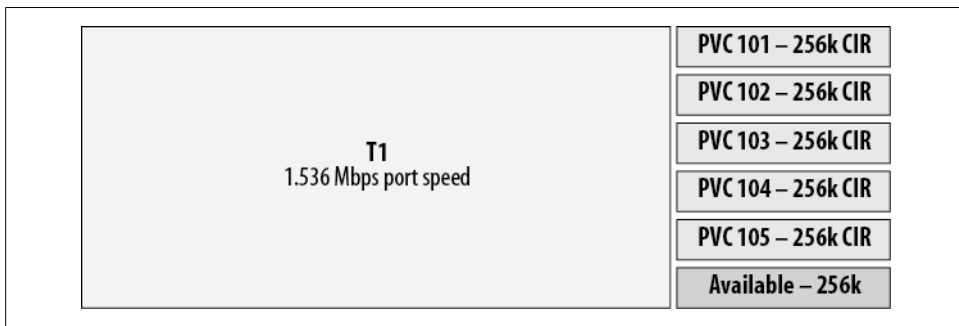 T1
1.536 Mbps port speed
PVC 101 – 256k CIR
PVC 102 – 256k CIR
PVC 103 – 256k CIR
PVC 104 – 256k CIR
PVC 105 – 256k CIR
Available – 256k